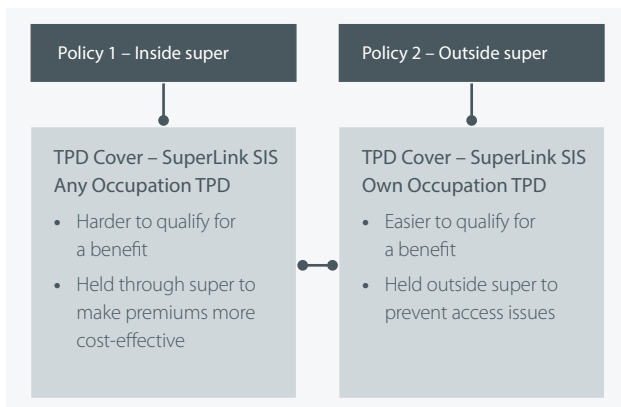 Policy 1 – Inside super
TPD Cover – SuperLink SIS
Any Occupation TPD
• Harder to qualify for
a benefit
• Held through super to
make premiums more
cost-effective
Policy 2 – Outside super
TPD Cover – SuperLink SIS
Own Occupation TPD
• Easier to qualify for
a benefit
• Held outside super to
prevent access issues